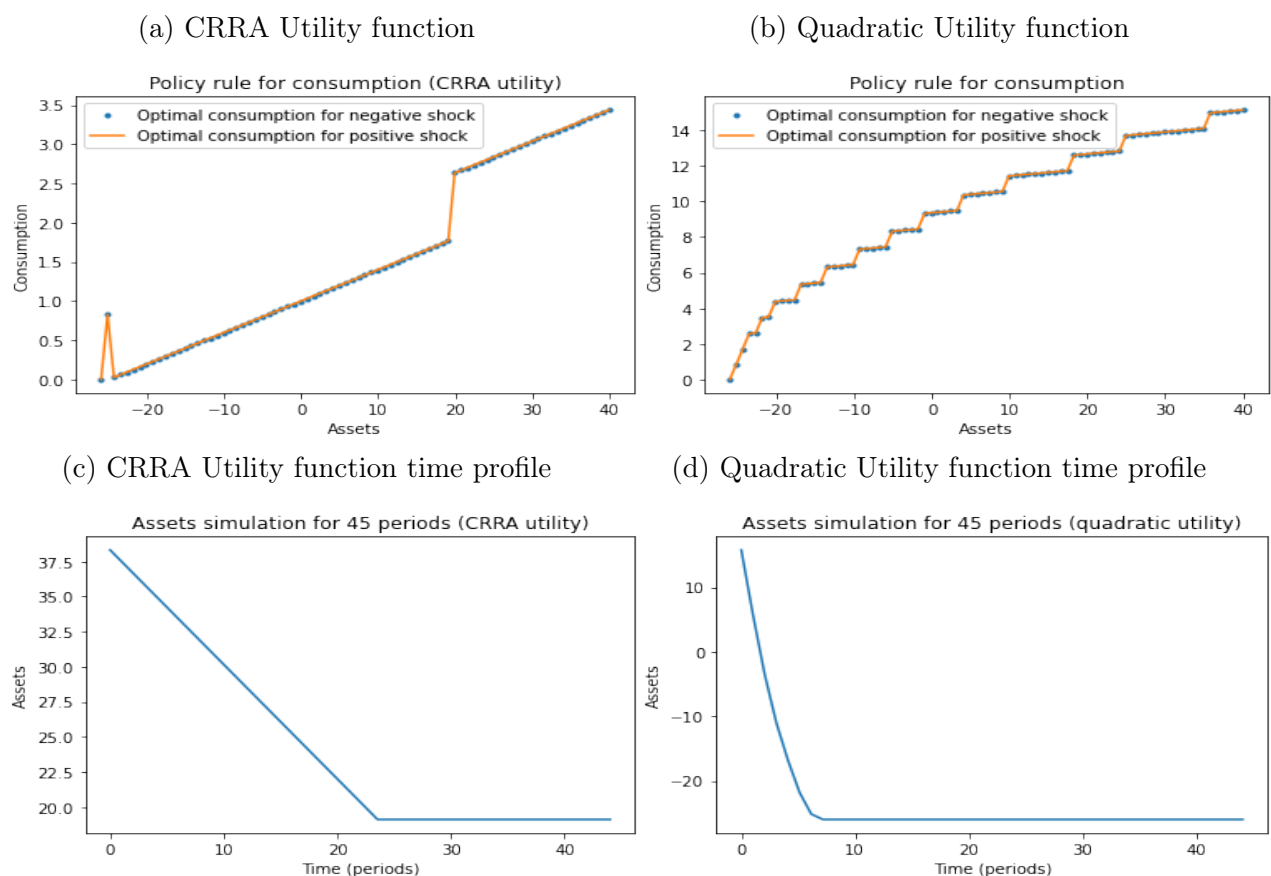 (a) CRRA Utility function
(b) Quadratic Utility function
Policy rule for consumption (CRRA utility)
Optimal consumption for negative shock
Optimal consumption for positive shock
3.5
3.0
2.5
2.0
1.5
1.0
0.5
0.0
Consumption
−20
−10
0
10
20
30
40
Assets
Policy rule for consumption
Optimal consumption for negative shock
Optimal consumption for positive shock
14
12
10
8
6
4
2
0
Consumption
−20
−10
0
10
20
30
40
Assets
(c) CRRA Utility function time profile
(d) Quadratic Utility function time profile
Assets simulation for 45 periods (CRRA utility)
37.5
35.0
32.5
30.0
27.5
25.0
22.5
20.0
Assets
0
10
20
30
40
Time (periods)
Assets simulation for 45 periods (quadratic utility)
10
0
−10
−20
Assets
0
10
20
30
40
Time (periods)